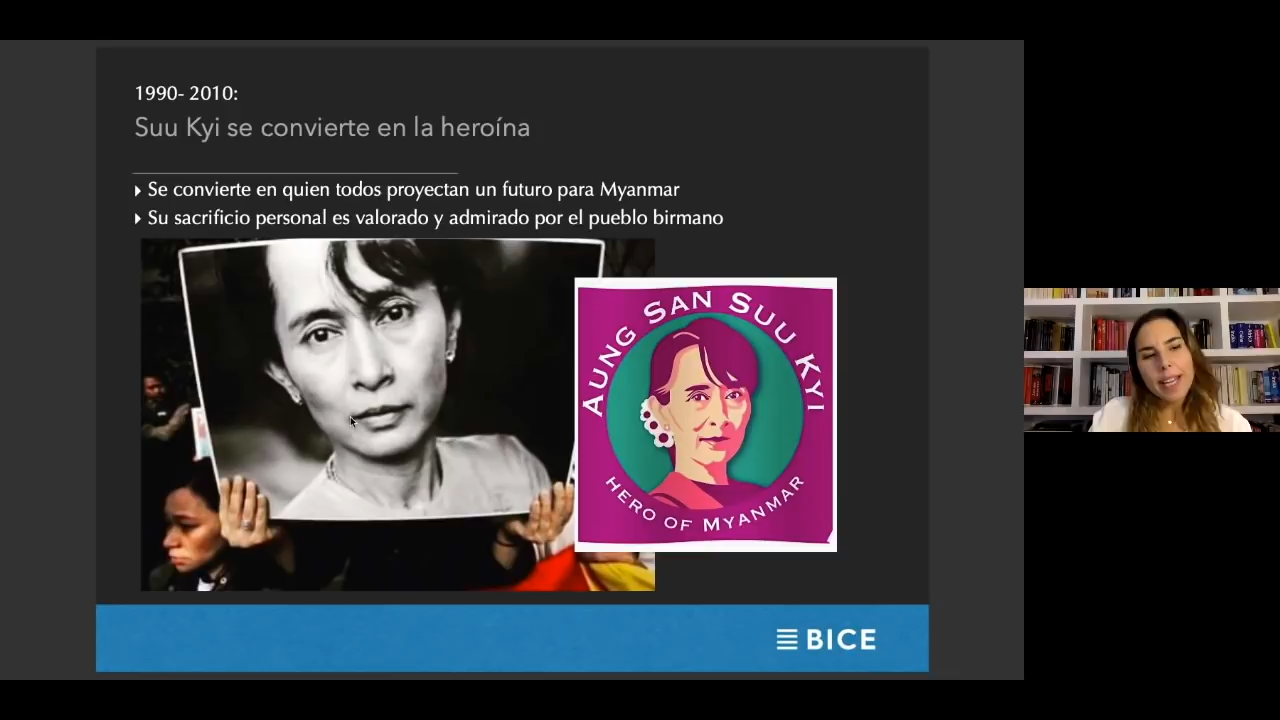 1990- 2010:
Suu Kyi se convierte en la heroína
Se convierte en quien todos proyectan un futuro para Myanmar
Su sacrificio personal es valorado y admirado por el pueblo birmano
AUNG SAN SUU KYI
HERO OF MYANMAR
BICE